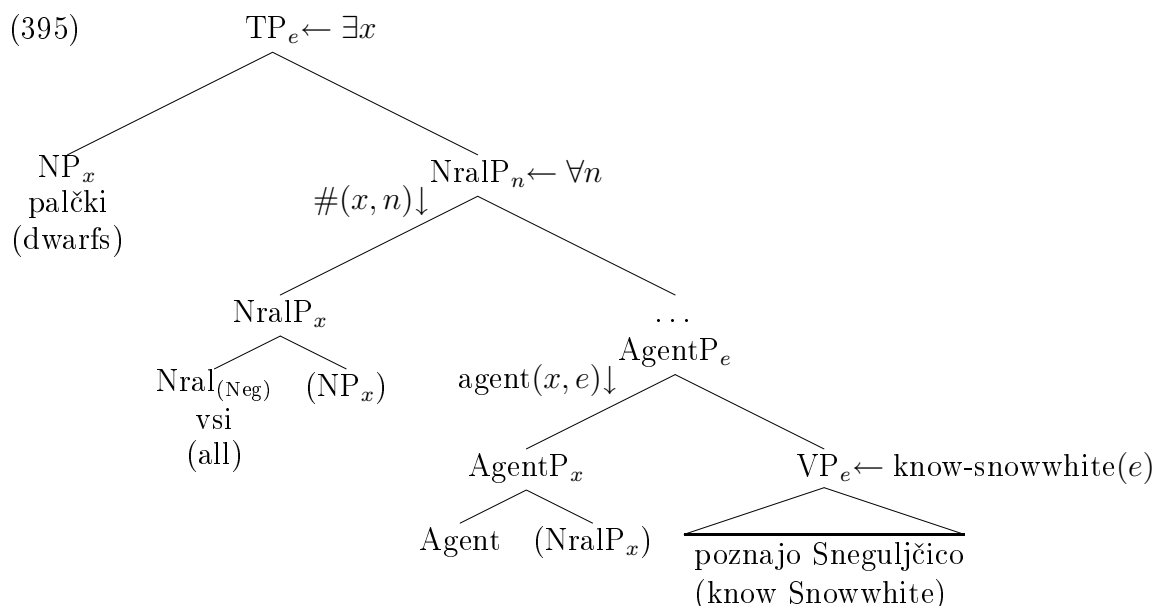 (395)
TPₑ← ∃x
NPₓ
palčki
(dwarfs)
NralPₙ← ∀n
#(x, n)↓
NralPₓ
Nral₍Neg₎ (NPₓ)
vsi
(all)
. . .
AgentPₑ
agent(x, e)↓
AgentPₓ
VPₑ← know-snowwhite(e)
Agent (NralPₓ)
poznajo Sneguljčico
(know Snowwhite)